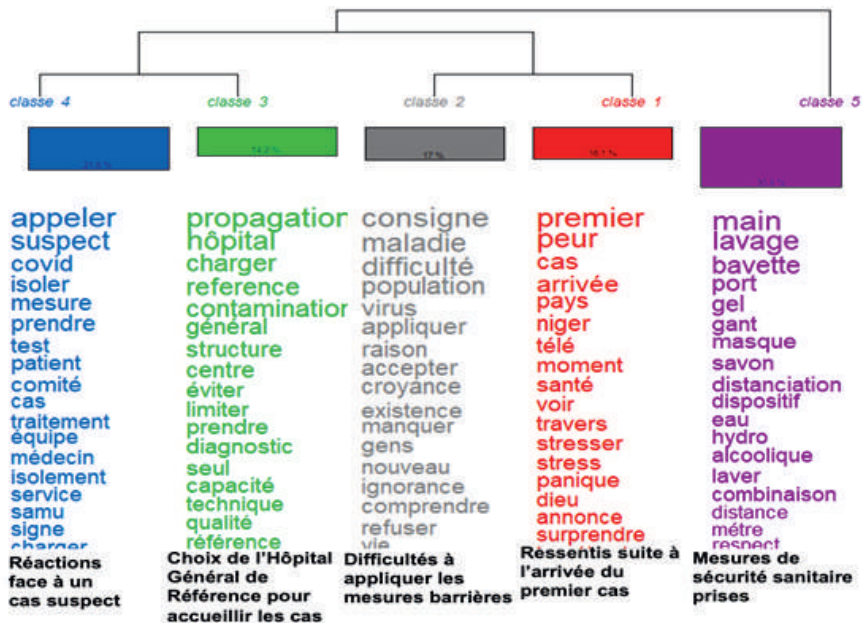 classe 4
classe 3
classe 2
classe 1
classe 5
17 %
appeler
suspect
covid
isoler
mesure
prendre
test
patient
comité
cas
traitement
équipe
médecin
isolement
service
samu
signe
charger
Réactions
face à un
cas suspect
propagation
hôpital
charger
reference
contamination
général
structure
centre
éviter
limiter
prendre
diagnostic
seul
capacité
technique
qualité
référence
Choix de l'Hôpital
Général de
Référence pour
accueillir les cas
consigne
maladie
difficulté
population
virus
appliquer
raison
accepter
croyance
existence
manquer
gens
nouveau
ignorance
comprendre
refuser
vie
Difficultés à
appliquer les
mesures barrières
premier
peur
cas
arrivée
pays
niger
télé
moment
santé
voir
travers
stresser
stress
panique
dieu
annonce
surprendre
Ressentis suite à
l'arrivée du
premier cas
main
lavage
bavette
port
gel
gant
masque
savon
distanciation
dispositif
eau
hydro
alcoolique
laver
combinaison
distance
métre
respect
Mesures de
sécurité sanitaire
prises